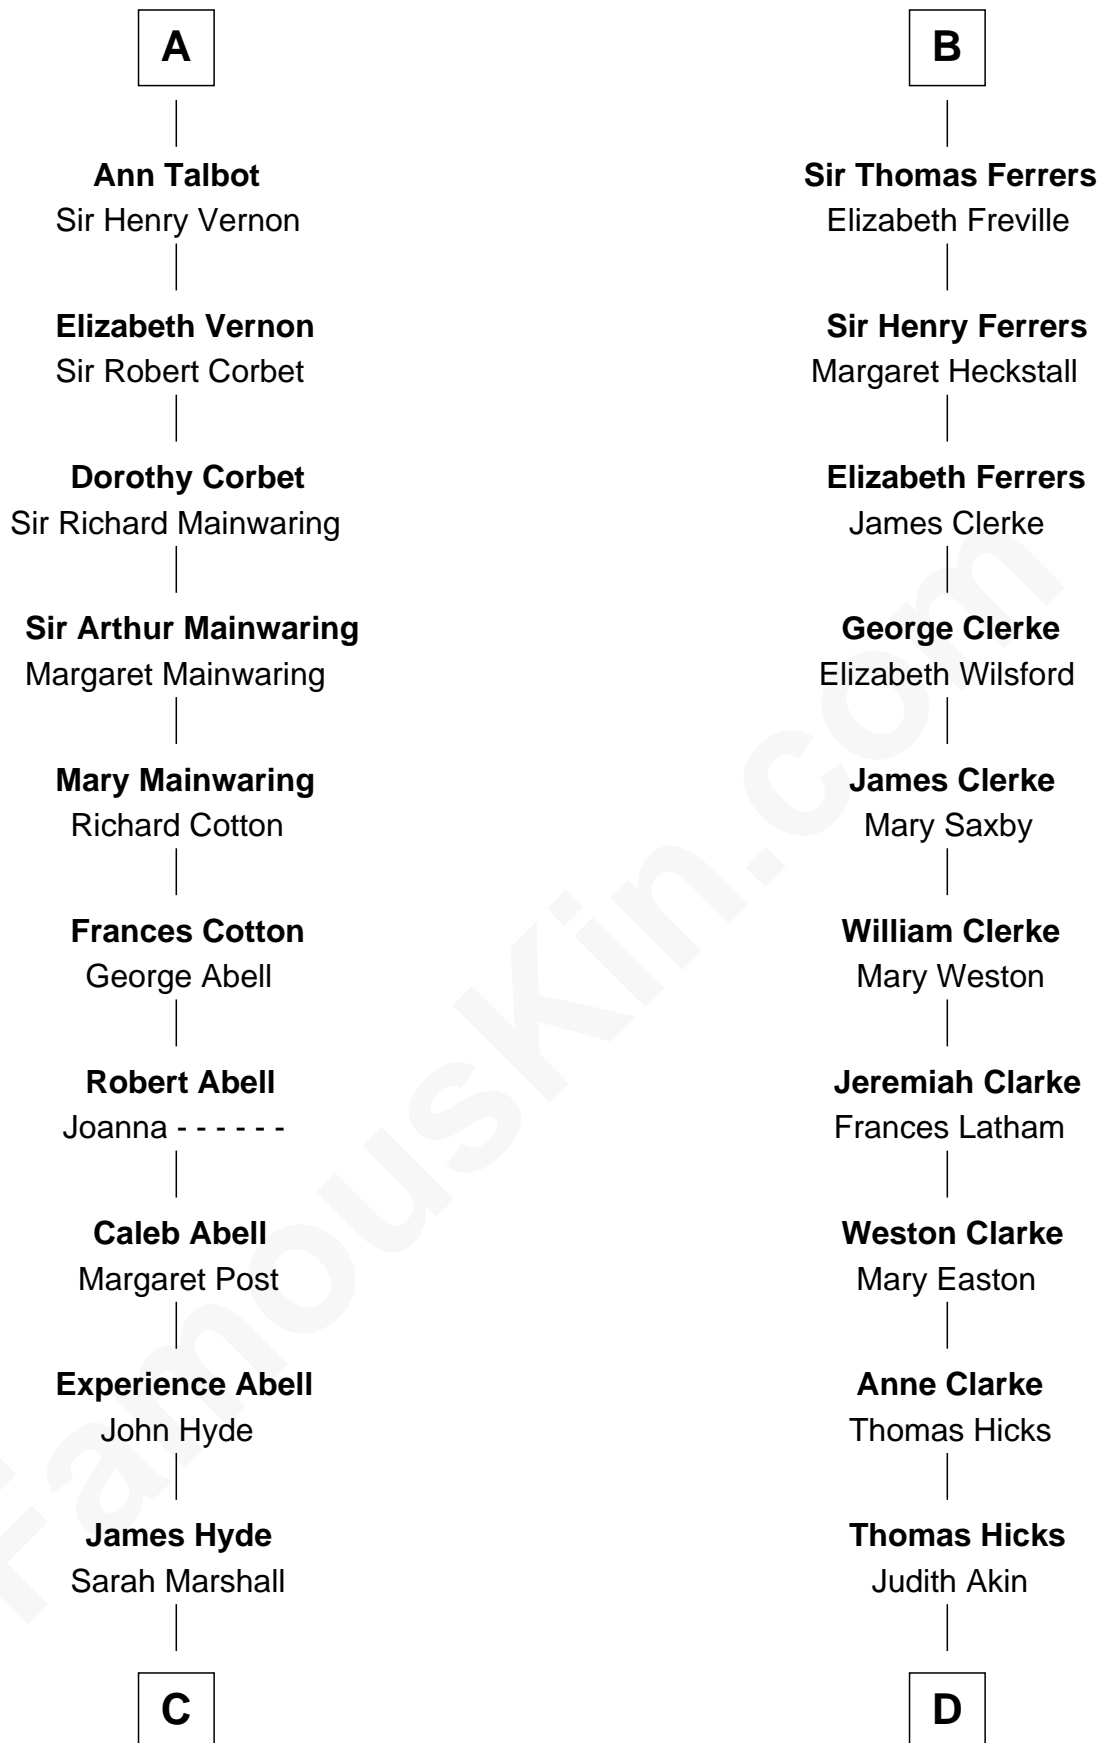 A
Ann Talbot
Sir Henry Vernon
Elizabeth Vernon
Sir Robert Corbet
Dorothy Corbet
Sir Richard Mainwaring
Sir Arthur Mainwaring
Margaret Mainwaring
Mary Mainwaring
Richard Cotton
Frances Cotton
George Abell
Robert Abell
Joanna - - - - - -
Caleb Abell
Margaret Post
Experience Abell
John Hyde
James Hyde
Sarah Marshall
C
B
Sir Thomas Ferrers
Elizabeth Freville
Sir Henry Ferrers
Margaret Heckstall
Elizabeth Ferrers
James Clerke
George Clerke
Elizabeth Wilsford
James Clerke
Mary Saxby
William Clerke
Mary Weston
Jeremiah Clarke
Frances Latham
Weston Clarke
Mary Easton
Anne Clarke
Thomas Hicks
Thomas Hicks
Judith Akin
D
FamousKin.com